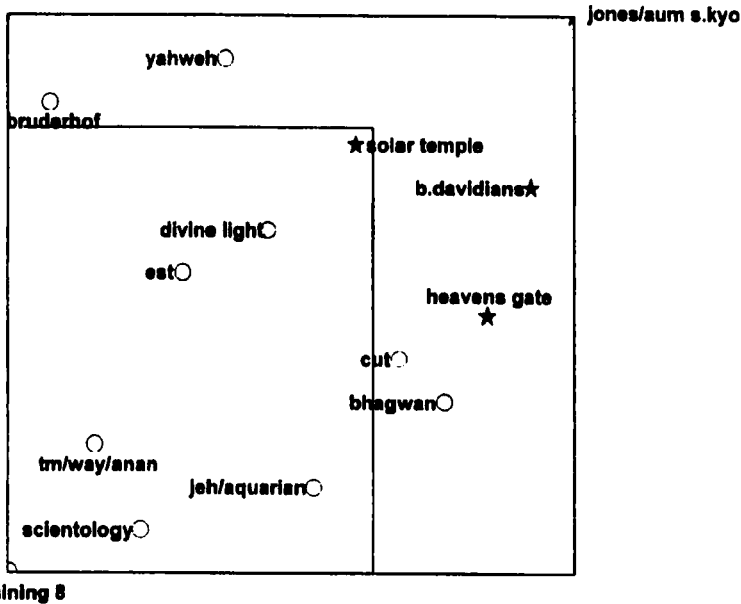 jones/aum s.kyo
yahweh
bruderhof
solar temple
b.davidians
divine light
est
heavens gate
cut
bhagwan
tm/way/anan
jeh/aquarian
scientology
ining 8